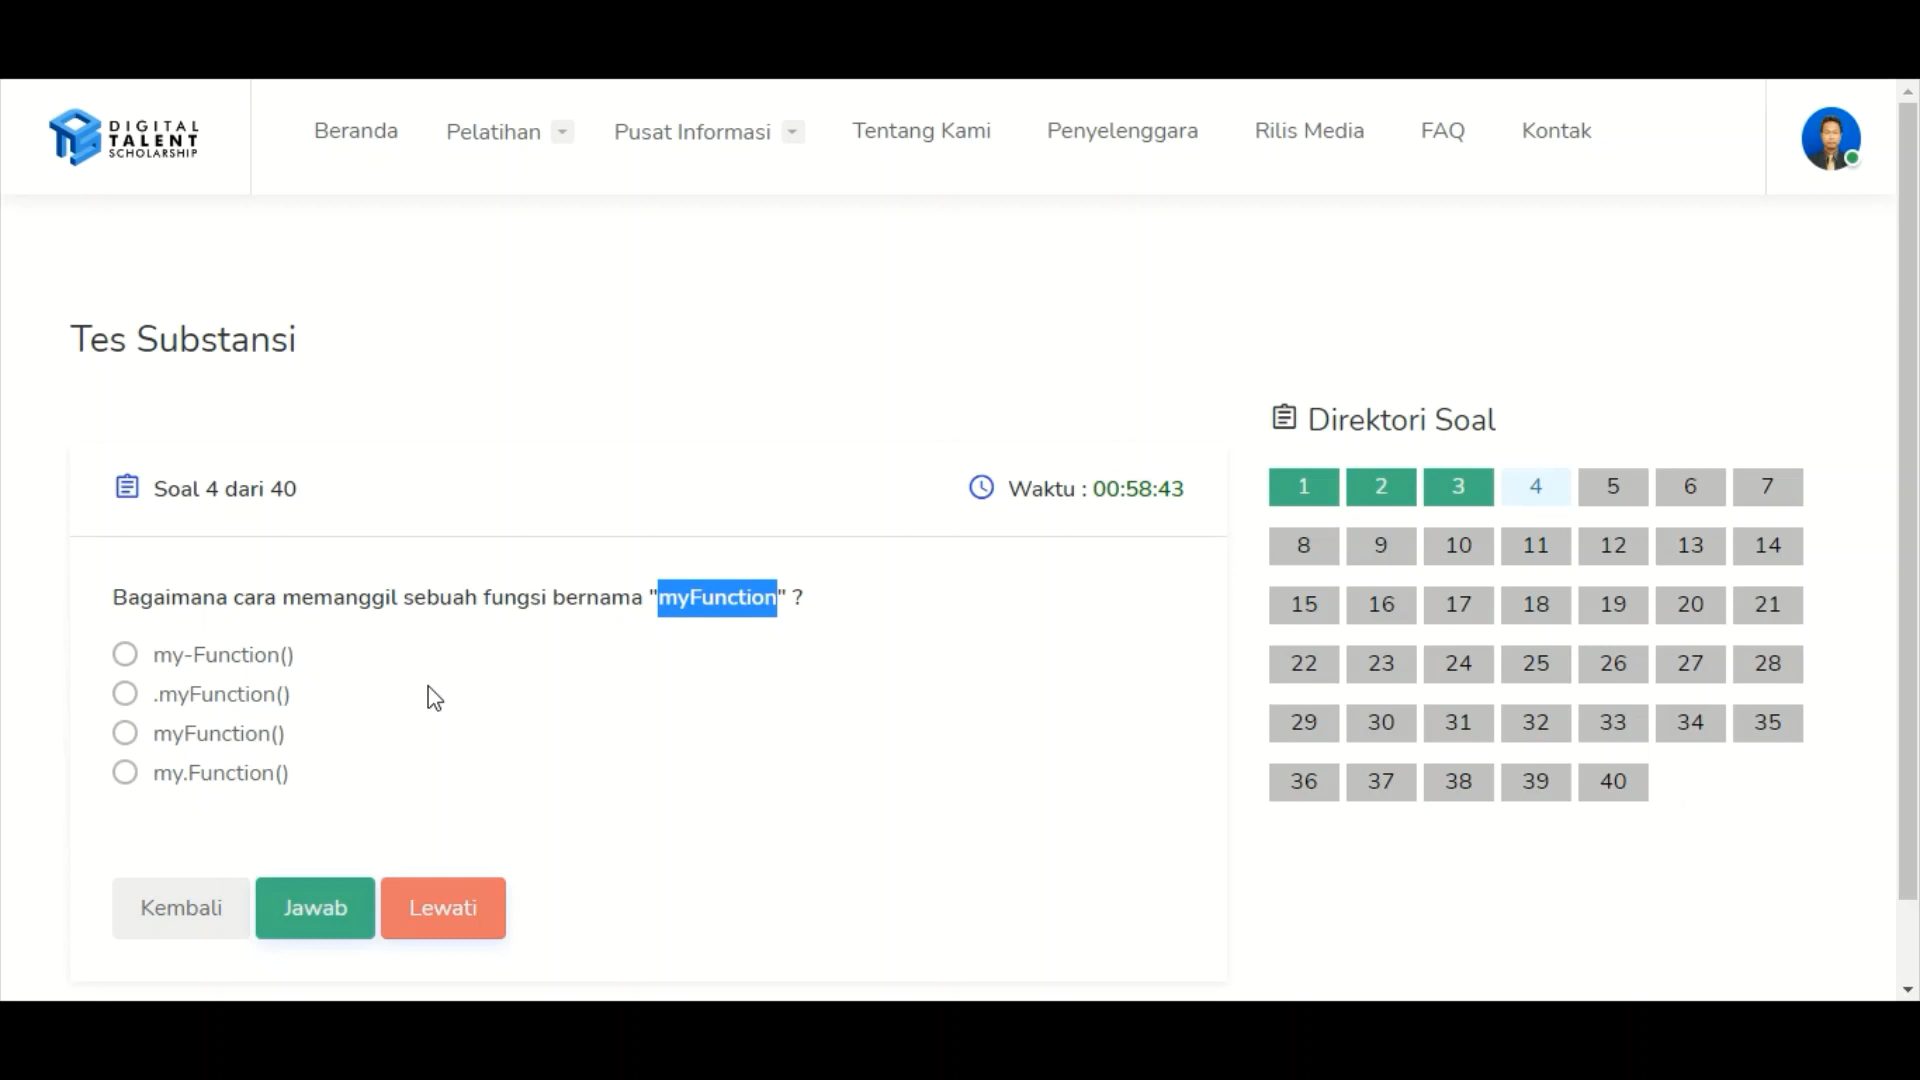 DIGITAL
TALENT
SCHOLARSHIP
Beranda
Pelatihan
Pusat Informasi
Tentang Kami
Penyelenggara
Rilis Media
FAQ
Kontak
Tes Substansi
Soal 4 dari 40
Waktu : 00:58:43
Bagaimana cara memanggil sebuah fungsi bernama "myFunction" ?
my-Function()
.myFunction()
myFunction()
my.Function()
Kembali
Jawab
Lewati
Direktori Soal
1 2 3 4 5 6 7
8 9 10 11 12 13 14
15 16 17 18 19 20 21
22 23 24 25 26 27 28
29 30 31 32 33 34 35
36 37 38 39 40